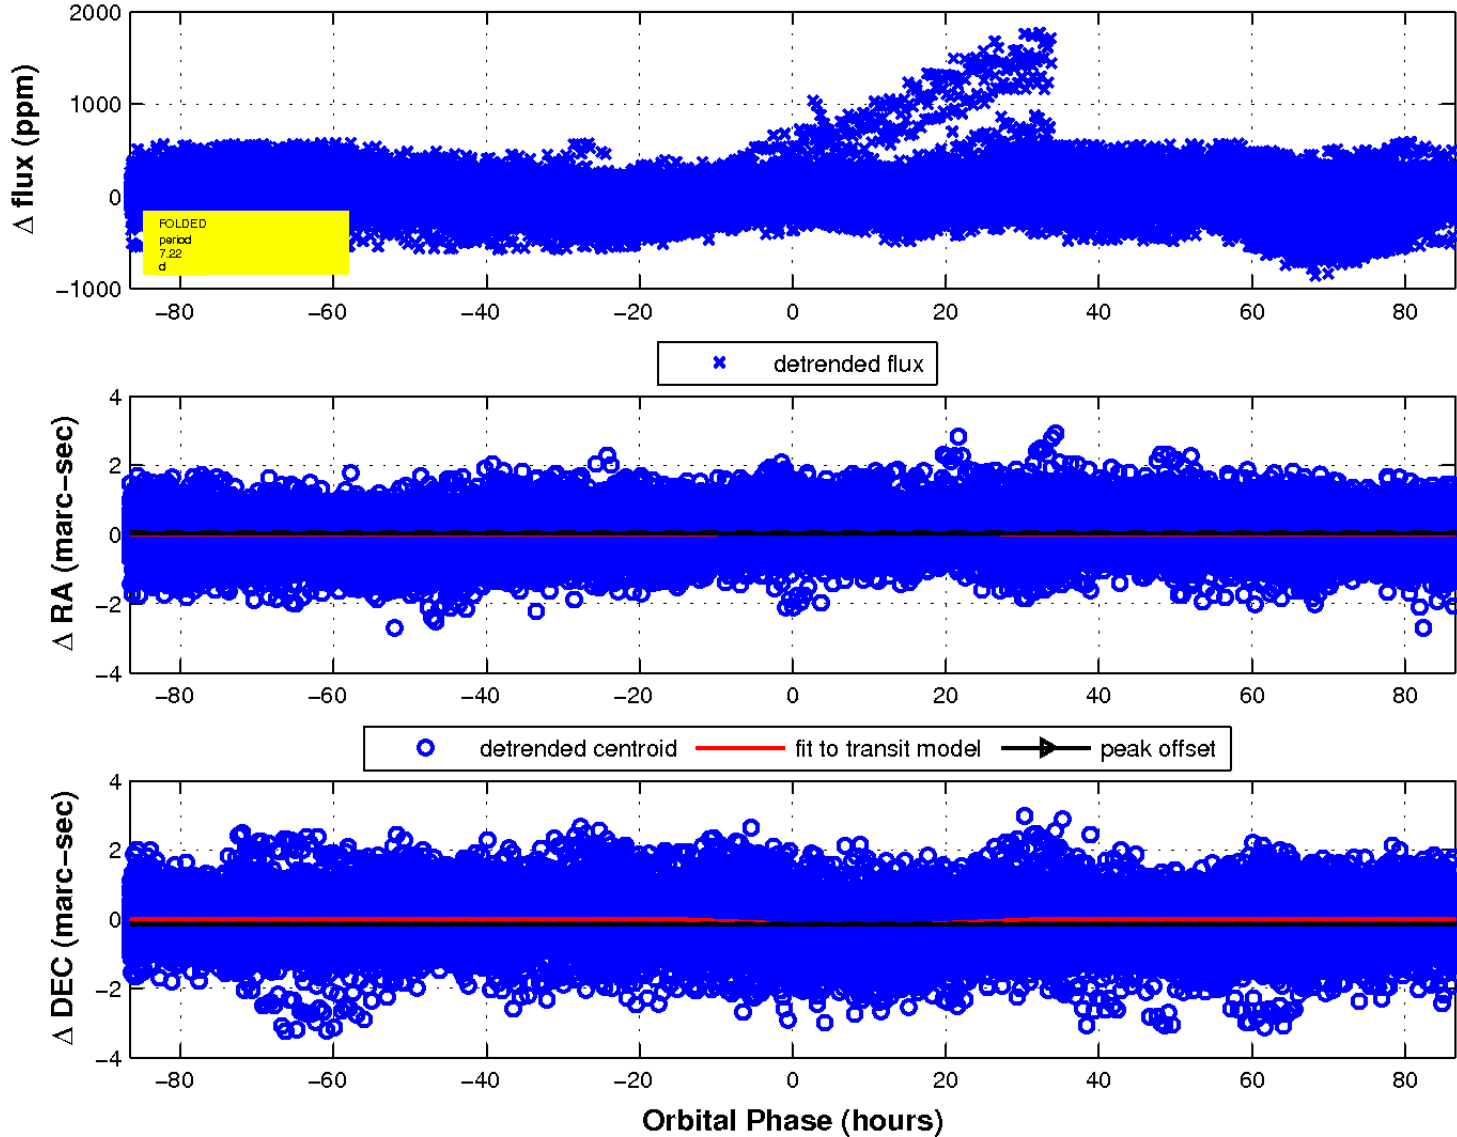 2000
1000
0
−1000
Δ flux (ppm)
FOLDED
period
7.22
d
−80 −60 −40 −20 0 20 40 60 80
detrended flux
4
2
0
−2
−4
Δ RA (marc−sec)
−80 −60 −40 −20 0 20 40 60 80
detrended centroid fit to transit model peak offset
4
2
0
−2
−4
Δ DEC (marc−sec)
−80 −60 −40 −20 0 20 40 60 80
Orbital Phase (hours)